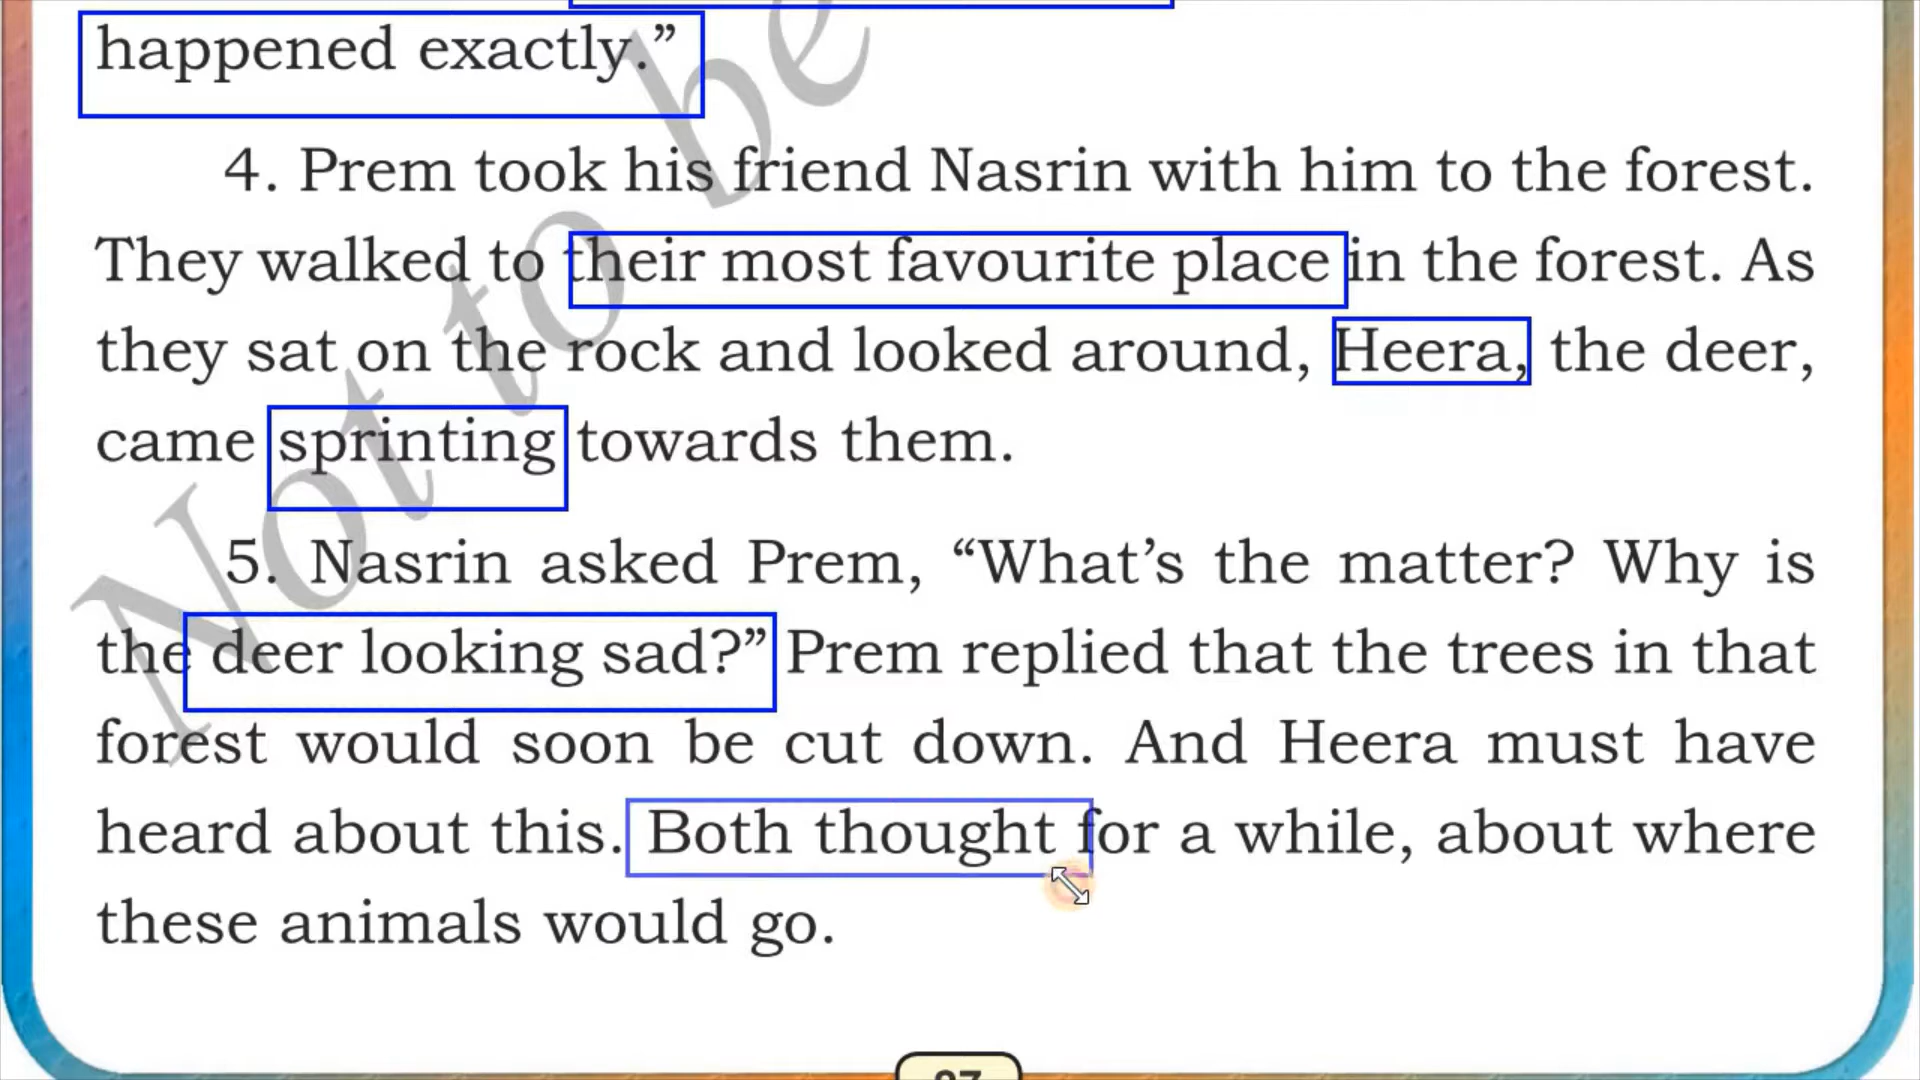 happened exactly.”
4. Prem took his friend Nasrin with him to the forest.
They walked to their most favourite place in the forest. As
they sat on the rock and looked around, Heera, the deer,
came sprinting towards them.
5. Nasrin asked Prem, “What’s the matter? Why is
the deer looking sad?” Prem replied that the trees in that
forest would soon be cut down. And Heera must have
heard about this. Both thought for a while, about where
these animals would go.
Not to be